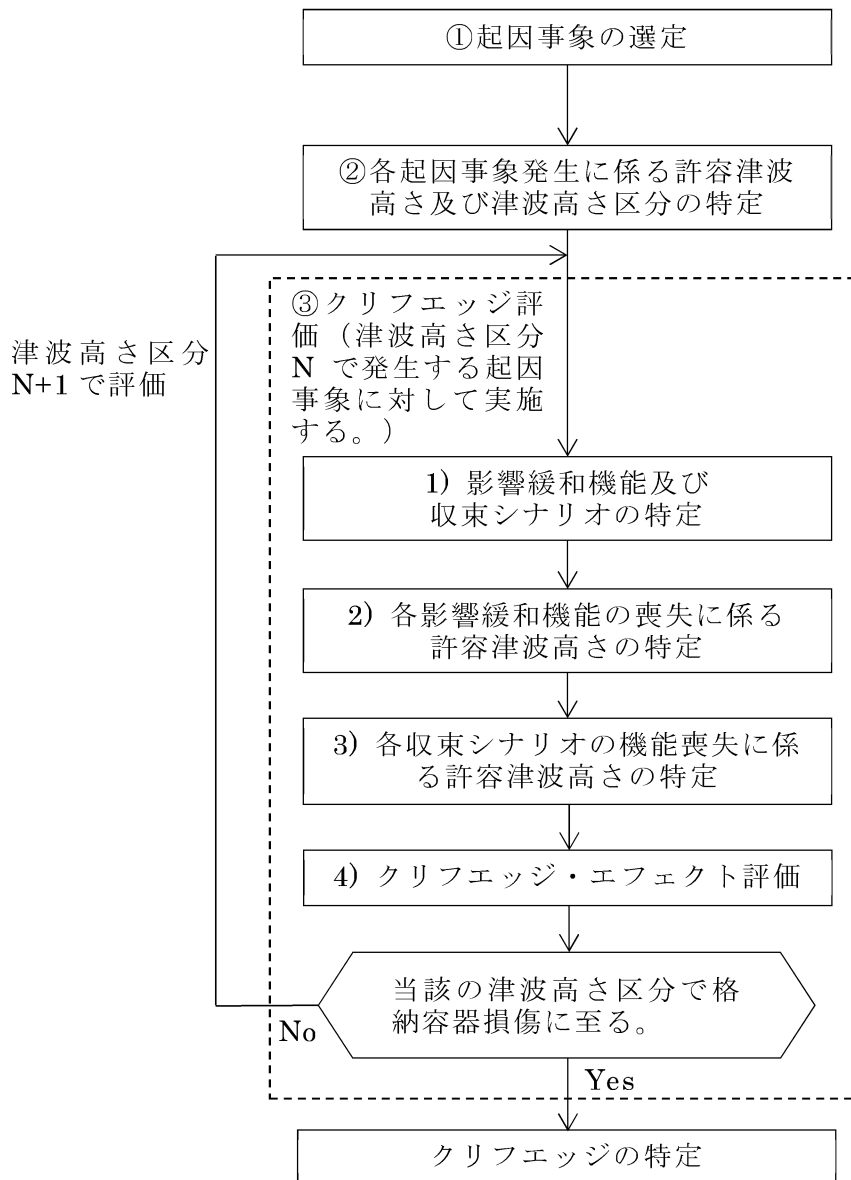 ①起因事象の選定
②各起因事象発生に係る許容津波
高さ及び津波高さ区分の特定
③クリフエッジ評
価（津波高さ区分
N で発生する起因
事象に対して実施
する。）
津波高さ区分
N+1 で評価
1) 影響緩和機能及び
収束シナリオの特定
2) 各影響緩和機能の喪失に係る
許容津波高さの特定
3) 各収束シナリオの機能喪失に係
る許容津波高さの特定
4) クリフエッジ・エフェクト評価
当該の津波高さ区分で格
納容器損傷に至る。
No
Yes
クリフエッジの特定